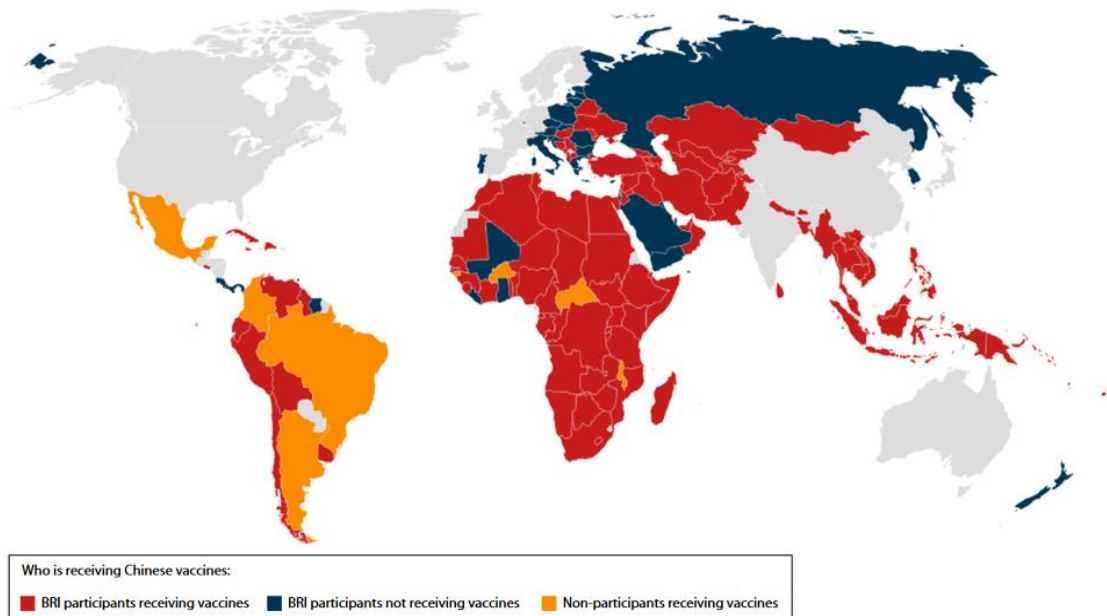 Who is receiving Chinese vaccines:
BRI participants receiving vaccines BRI participants not receiving vaccines Non-participants receiving vaccines